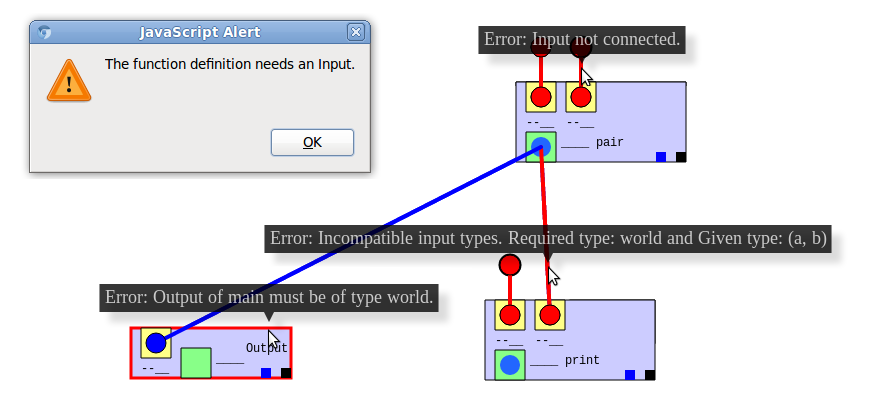 JavaScript Alert
The function definition needs an Input.
OK
Error: Input not connected.
--__ --__
____ pair
Error: Incompatible input types. Required type: world and Given type: (a, b)
Error: Output of main must be of type world.
Output
--__ ____
--__ --__
____ print